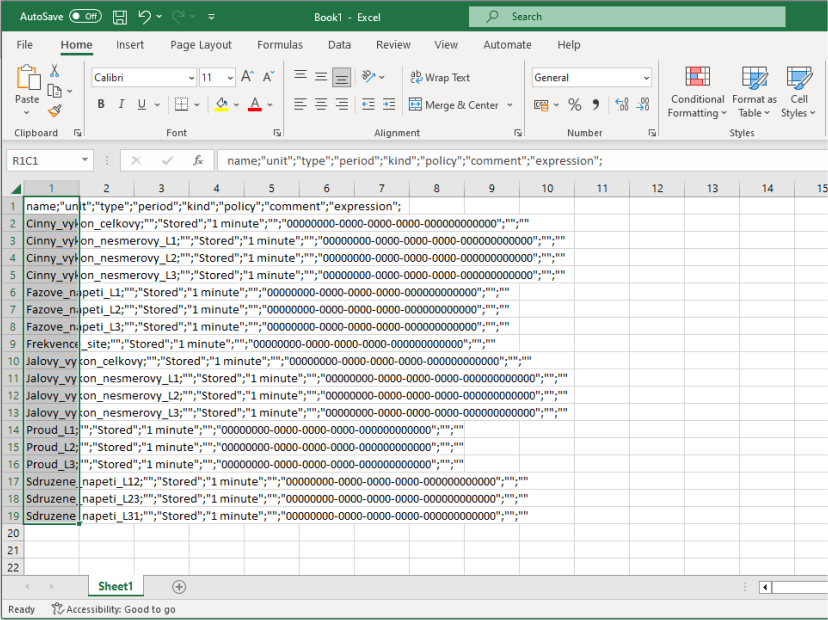 AutoSave Off Book1 - Excel Search
File Home Insert Page Layout Formulas Data Review View Automate Help
Calibri 11 A A Wrap Text General
Paste B I U A Merge & Center % Conditional Formatting Format as Table Cell Styles
Clipboard Font Alignment Number Styles
R1C1 fx name;"unit";"type";"period";"kind";"policy";"comment";"expression";
1 2 3 4 5 6 7 8 9 10 11 12 13 14 15
1 name;"unit";"type";"period";"kind";"policy";"comment";"expression";
2 Cinny_vykon_celkovy;"";"Stored";"1 minute";"";"00000000-0000-0000-0000-000000000000";"";""
3 Cinny_vykon_nesmerovy_L1;"";"Stored";"1 minute";"";"00000000-0000-0000-0000-000000000000";"";""
4 Cinny_vykon_nesmerovy_L2;"";"Stored";"1 minute";"";"00000000-0000-0000-0000-000000000000";"";""
5 Cinny_vykon_nesmerovy_L3;"";"Stored";"1 minute";"";"00000000-0000-0000-0000-000000000000";"";""
6 Fazove_napeti_L1;"";"Stored";"1 minute";"";"00000000-0000-0000-0000-000000000000";"";""
7 Fazove_napeti_L2;"";"Stored";"1 minute";"";"00000000-0000-0000-0000-000000000000";"";""
8 Fazove_napeti_L3;"";"Stored";"1 minute";"";"00000000-0000-0000-0000-000000000000";"";""
9 Frekvence_site;"";"Stored";"1 minute";"";"00000000-0000-0000-0000-000000000000";"";""
10 Jalovy_vykon_celkovy;"";"Stored";"1 minute";"";"00000000-0000-0000-0000-000000000000";"";""
11 Jalovy_vykon_nesmerovy_L1;"";"Stored";"1 minute";"";"00000000-0000-0000-0000-000000000000";"";""
12 Jalovy_vykon_nesmerovy_L2;"";"Stored";"1 minute";"";"00000000-0000-0000-0000-000000000000";"";""
13 Jalovy_vykon_nesmerovy_L3;"";"Stored";"1 minute";"";"00000000-0000-0000-0000-000000000000";"";""
14 Proud_L1;"";"Stored";"1 minute";"";"00000000-0000-0000-0000-000000000000";"";""
15 Proud_L2;"";"Stored";"1 minute";"";"00000000-0000-0000-0000-000000000000";"";""
16 Proud_L3;"";"Stored";"1 minute";"";"00000000-0000-0000-0000-000000000000";"";""
17 Sdruzene_napeti_L12;"";"Stored";"1 minute";"";"00000000-0000-0000-0000-000000000000";"";""
18 Sdruzene_napeti_L23;"";"Stored";"1 minute";"";"00000000-0000-0000-0000-000000000000";"";""
19 Sdruzene_napeti_L31;"";"Stored";"1 minute";"";"00000000-0000-0000-0000-000000000000";"";""
20
21
22
Sheet1
Ready Accessibility: Good to go